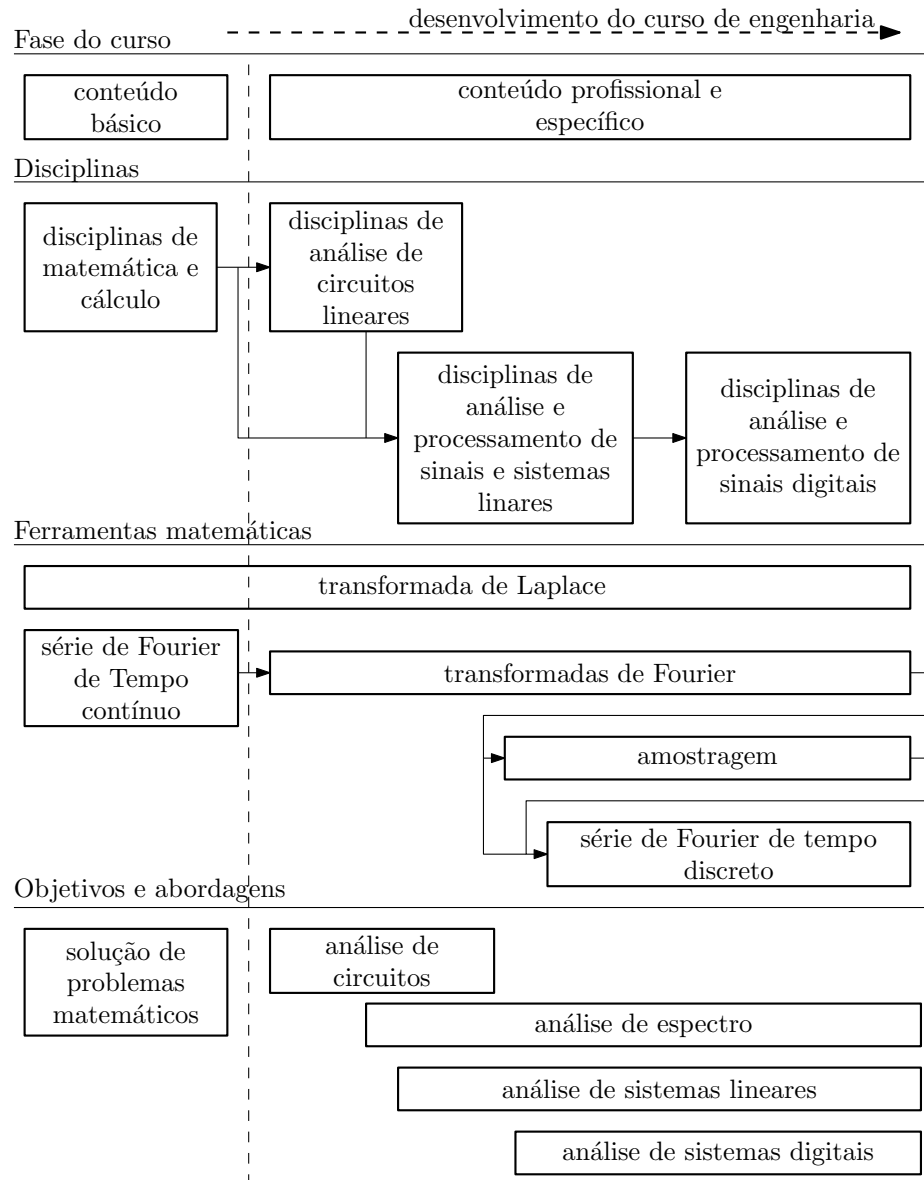 desenvolvimento do curso de engenharia
Fase do curso
conteúdo
básico
conteúdo profissional e
específico
Disciplinas
disciplinas de
matemática e
cálculo
disciplinas de
análise de
circuitos
lineares
disciplinas de
análise e
processamento de
sinais e sistemas
linares
disciplinas de
análise e
processamento de
sinais digitais
Ferramentas matemáticas
transformada de Laplace
série de Fourier
de Tempo
contínuo
transformadas de Fourier
amostragem
série de Fourier de tempo
discreto
Objetivos e abordagens
solução de
problemas
matemáticos
análise de
circuitos
análise de espectro
análise de sistemas lineares
análise de sistemas digitais